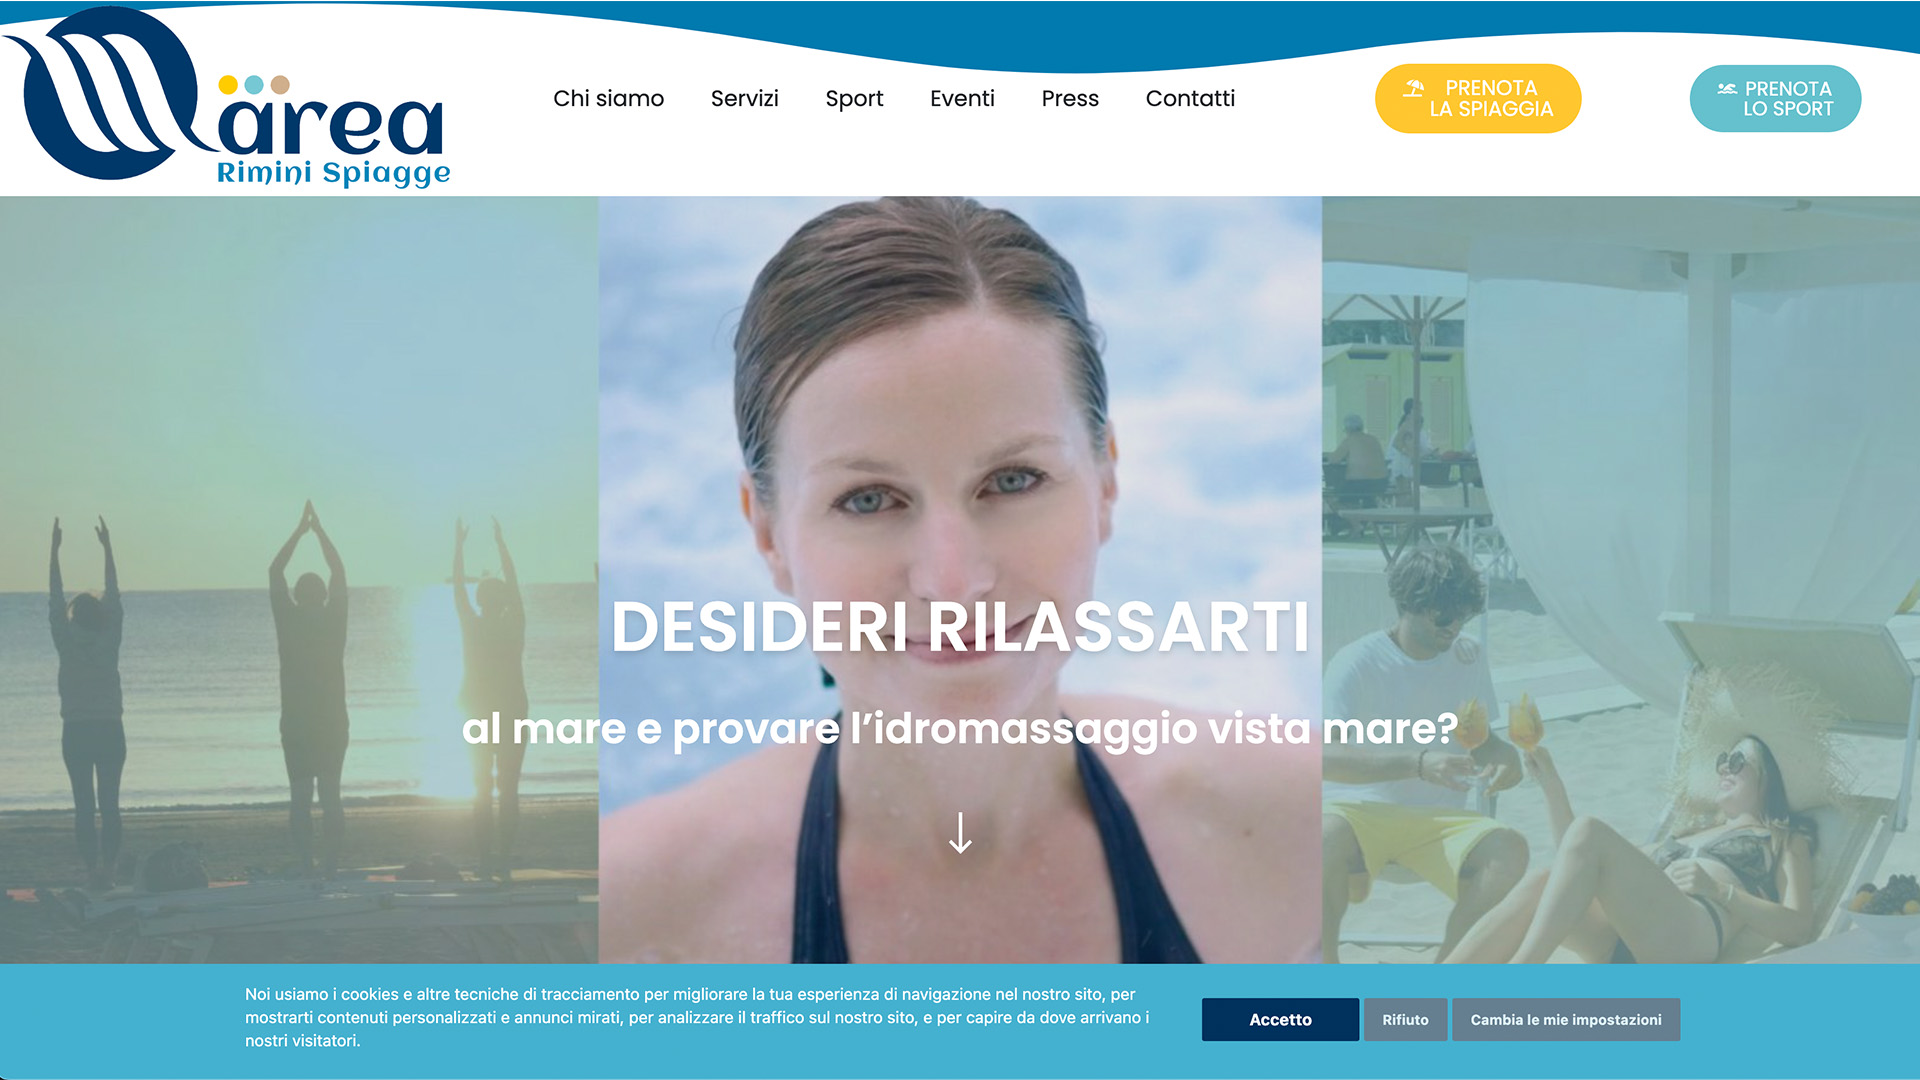 märea
Rimini Spiagge
Chi siamo
Servizi
Sport
Eventi
Press
Contatti
PRENOTA
LA SPIAGGIA
PRENOTA
LO SPORT
DESIDERI RILASSARTI
al mare e provare l’idromassaggio vista mare?
Noi usiamo i cookies e altre tecniche di tracciamento per migliorare la tua esperienza di navigazione nel nostro sito, per
mostrarti contenuti personalizzati e annunci mirati, per analizzare il traffico sul nostro sito, e per capire da dove arrivano i
nostri visitatori.
Accetto
Rifiuto
Cambia le mie impostazioni